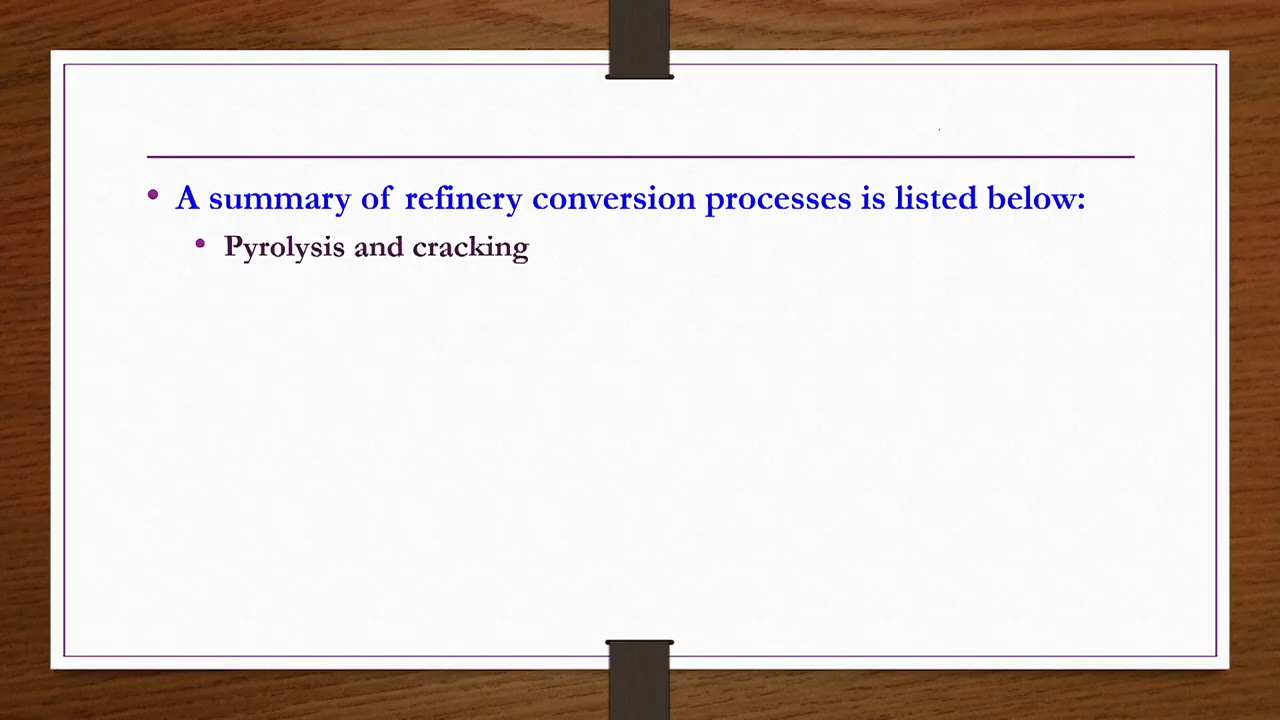 A summary of refinery conversion processes is listed below:
Pyrolysis and cracking